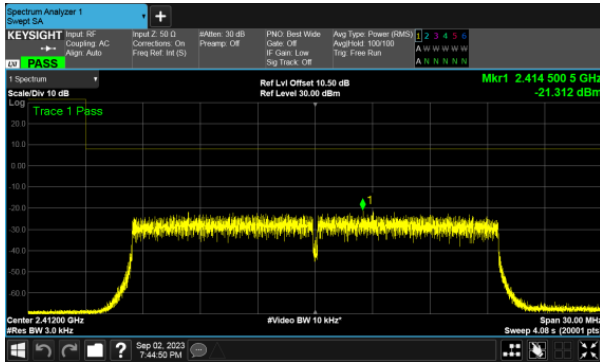 Spectrum Analyzer 1
Swept SA
KEYSIGHT
Input: RF
Coupling: AC
Align: Auto
Input Z: 50 Ω
Corrections: On
Freq Ref: Int (S)
#Atten: 30 dB
Preamp: Off
PNO: Best Wide
Gate: Off
IF Gain: Low
Sig Track: Off
Avg Type: Power (RMS)
Avg|Hold: 100/100
Trig: Free Run
1 2 3 4 5 6
A W W W W W
A N N N N N
LXI PASS
1 Spectrum
Scale/Div 10 dB
Ref Lvl Offset 10.50 dB
Ref Level 30.00 dBm
Mkr1 2.414 500 5 GHz
-21.312 dBm
Log
Trace 1 Pass
20.0
10.0
0.00
-10.0
1
-20.0
-30.0
-40.0
-50.0
-60.0
Center 2.41200 GHz
#Res BW 3.0 kHz
#Video BW 10 kHz*
Span 30.00 MHz
Sweep 4.08 s (20001 pts)
Sep 02, 2023
7:44:50 PM